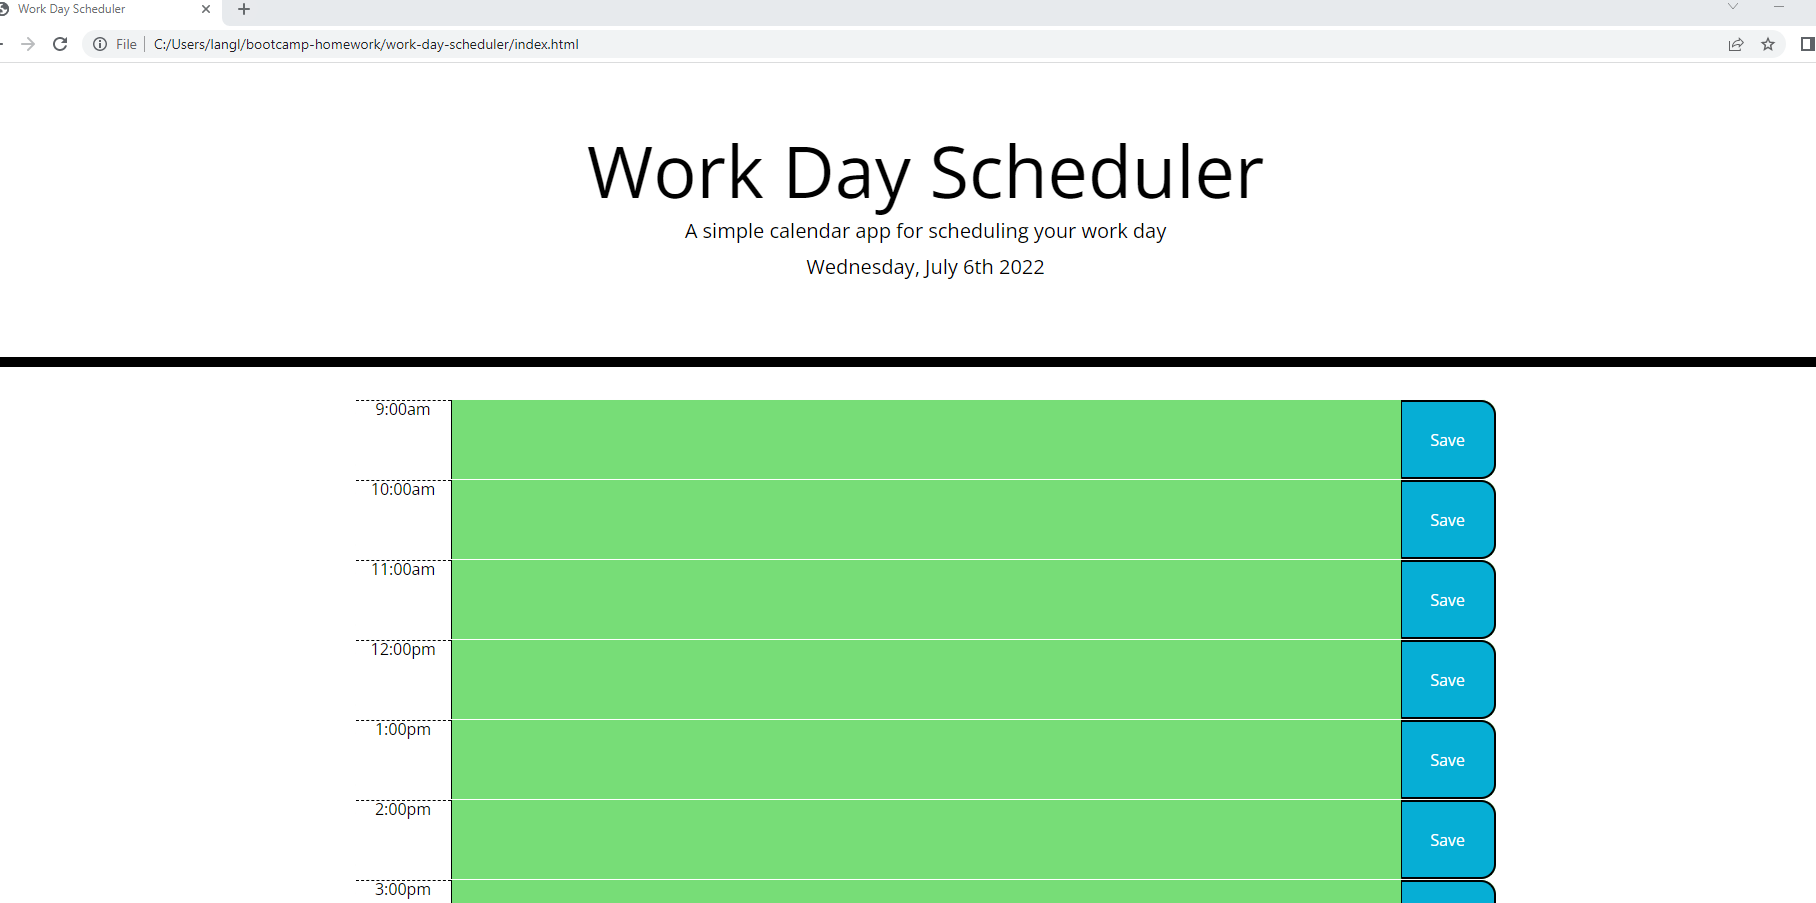 Work Day Scheduler
File C:/Users/langl/bootcamp-homework/work-day-scheduler/index.html
Work Day Scheduler
A simple calendar app for scheduling your work day
Wednesday, July 6th 2022
9:00am Save
10:00am Save
11:00am Save
12:00pm Save
1:00pm Save
2:00pm Save
3:00pm